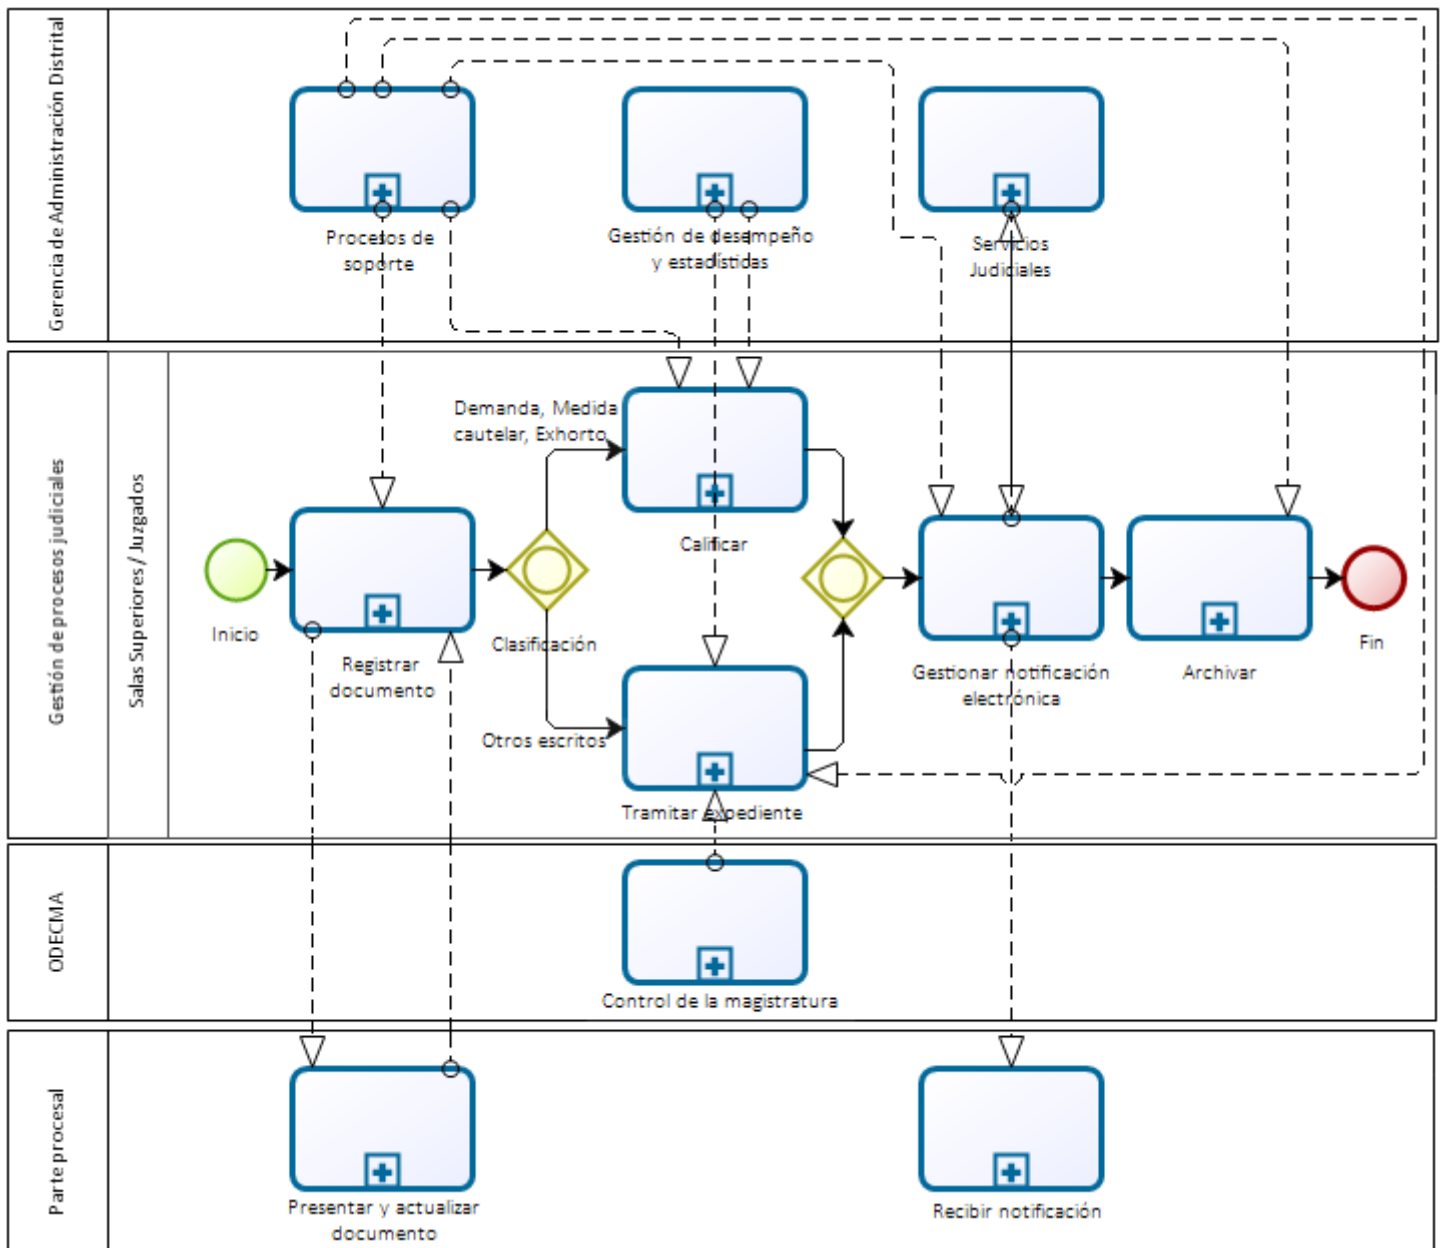 Gerencia de Administración Distrital
Procesos de
soporte
Gestión de desempeño
y estadísticas
Servicios
Judiciales
Gestión de procesos judiciales
Salas Superiores / Juzgados
Demanda, Medida
cautelar, Exhorto
Calificar
Inicio
Registrar
documento
Clasificación
Otros escritos
Tramitar expediente
Gestionar notificación
electrónica
Archivar
Fin
ODECMA
Control de la magistratura
Parte procesal
Presentar y actualizar
documento
Recibir notificación